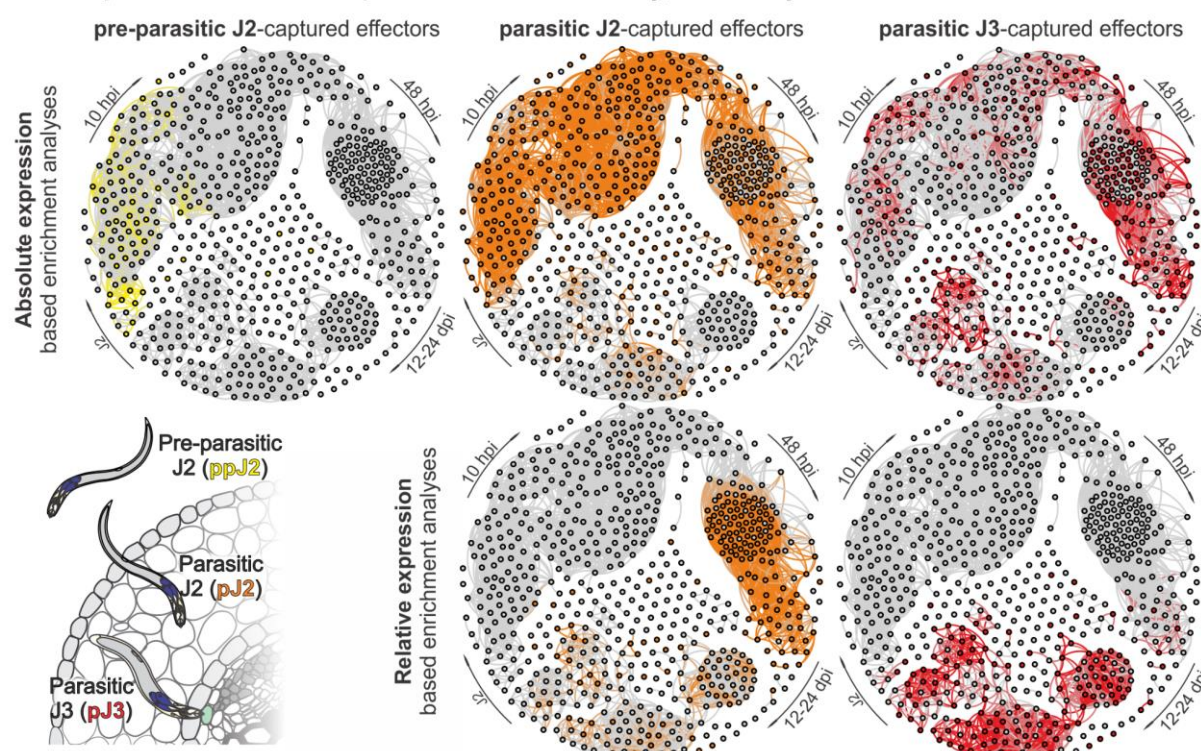 pre-parasitic J2-captured effectors
parasitic J2-captured effectors
parasitic J3-captured effectors
Absolute expression
based enrichment analyses
10 hpi
48 hpi
J2
12-24 dpi
10 hpi
48 hpi
J2
12-24 dpi
10 hpi
48 hpi
J2
12-24 dpi
Pre-parasitic
J2 (ppJ2)
Parasitic
J2 (pJ2)
Parasitic
J3 (pJ3)
Relative expression
based enrichment analyses
10 hpi
48 hpi
J2
12-24 dpi
10 hpi
48 hpi
J2
12-24 dpi